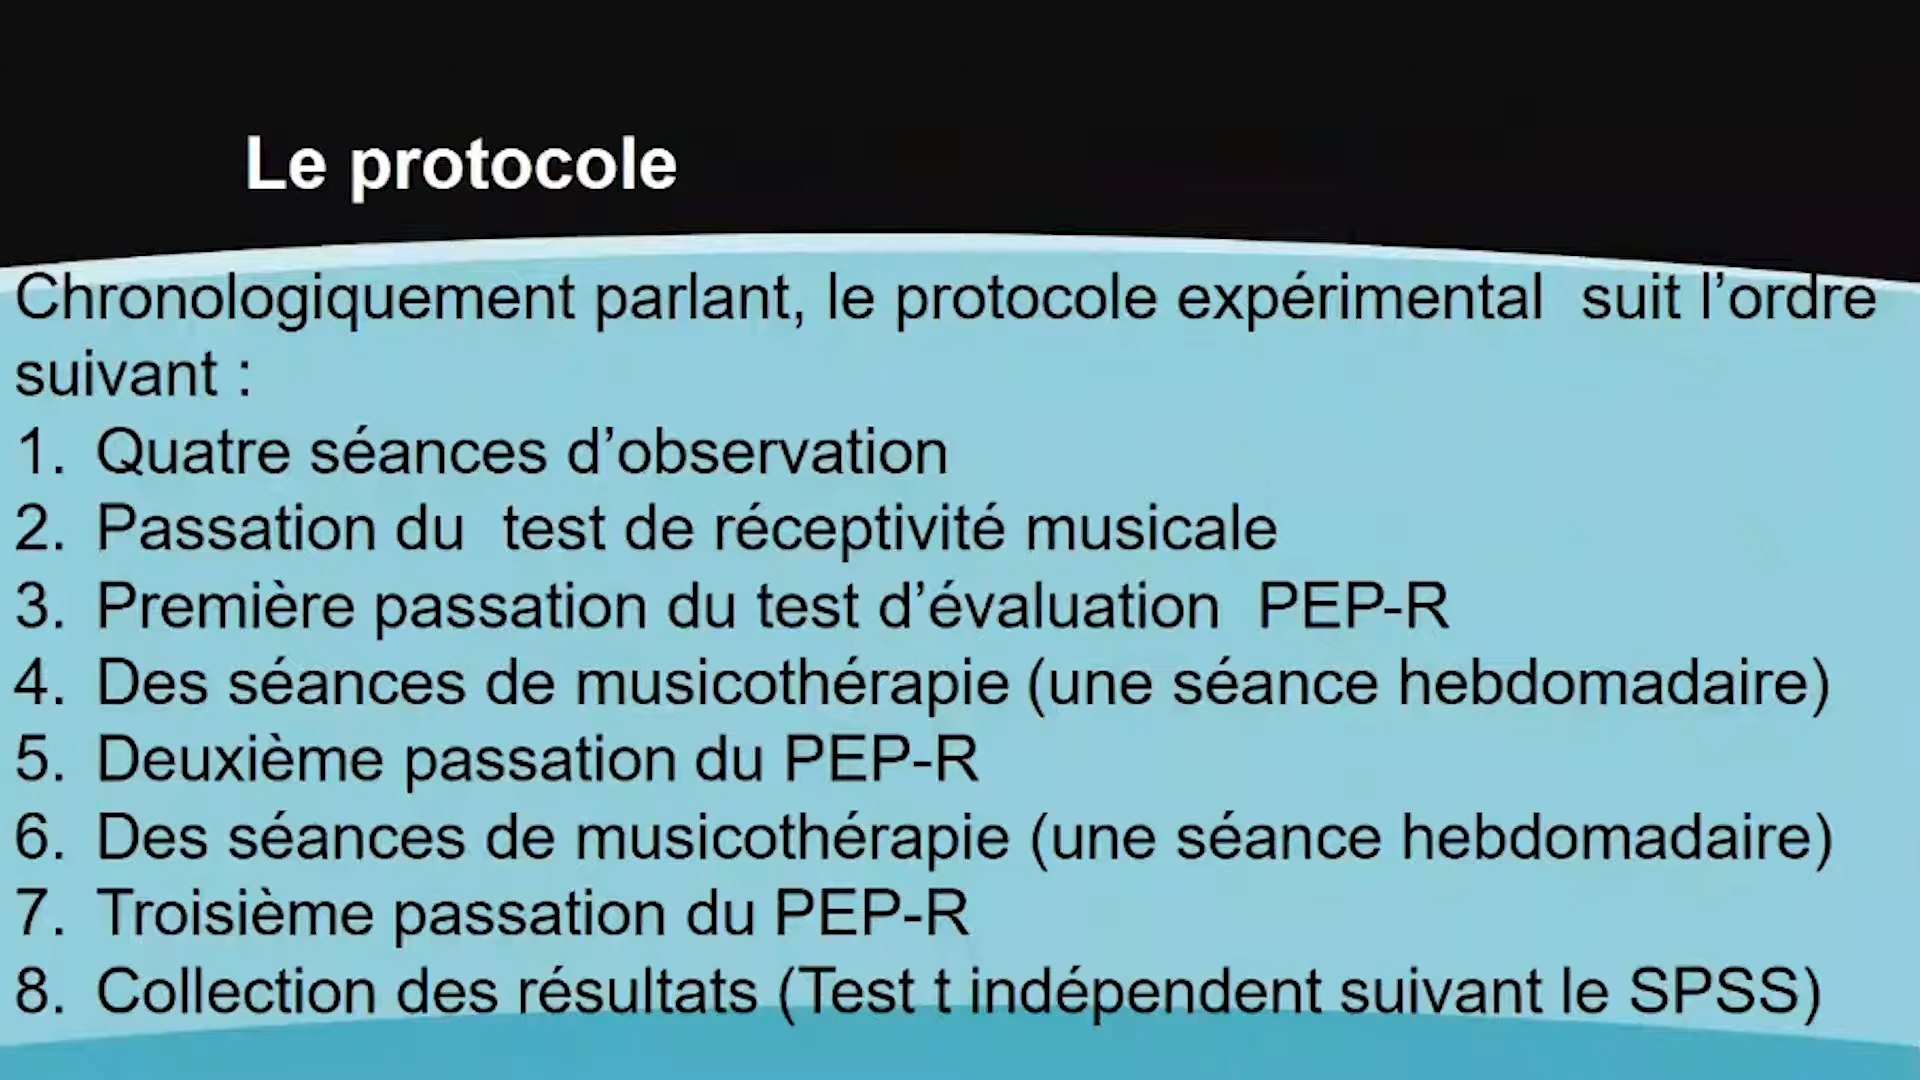 Le protocole
Chronologiquement parlant, le protocole expérimental suit l’ordre
suivant :
1. Quatre séances d’observation
2. Passation du test de réceptivité musicale
3. Première passation du test d’évaluation PEP-R
4. Des séances de musicothérapie (une séance hebdomadaire)
5. Deuxième passation du PEP-R
6. Des séances de musicothérapie (une séance hebdomadaire)
7. Troisième passation du PEP-R
8. Collection des résultats (Test t indépendent suivant le SPSS)